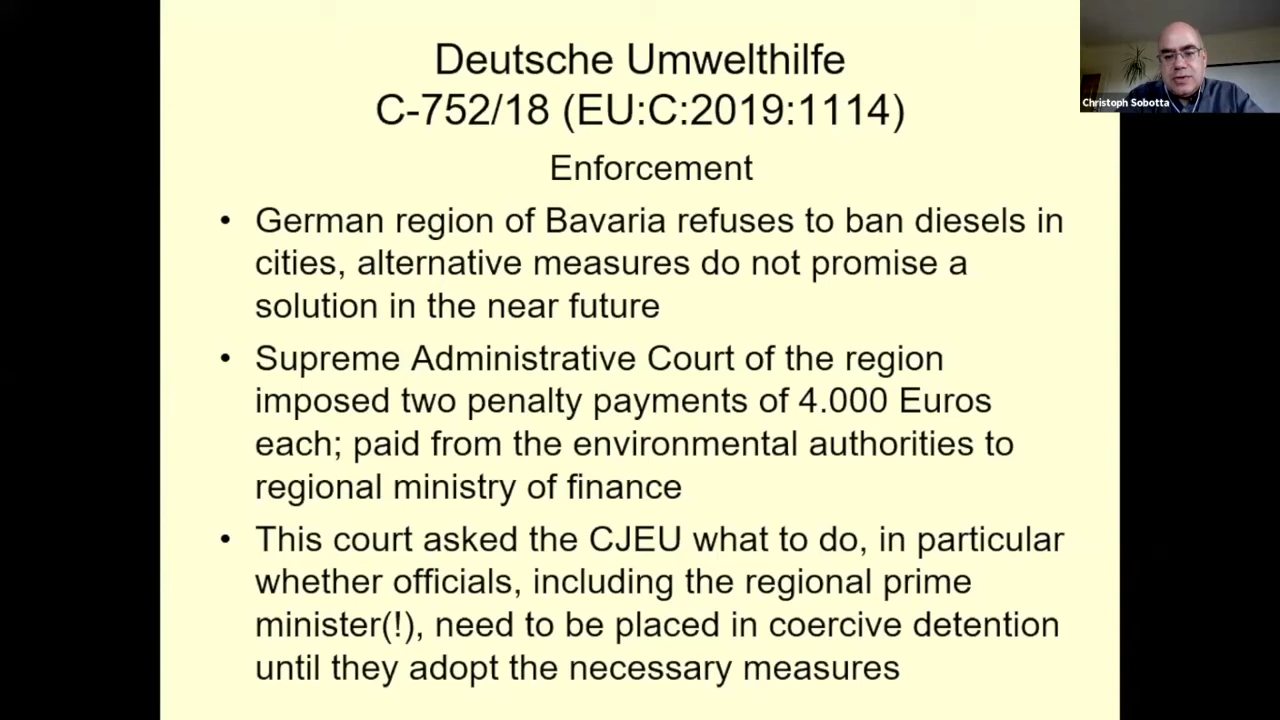 Deutsche Umwelthilfe
C-752/18 (EU:C:2019:1114)
Christoph Sobotta
Enforcement
• German region of Bavaria refuses to ban diesels in
cities, alternative measures do not promise a
solution in the near future
• Supreme Administrative Court of the region
imposed two penalty payments of 4.000 Euros
each; paid from the environmental authorities to
regional ministry of finance
• This court asked the CJEU what to do, in particular
whether officials, including the regional prime
minister(!), need to be placed in coercive detention
until they adopt the necessary measures